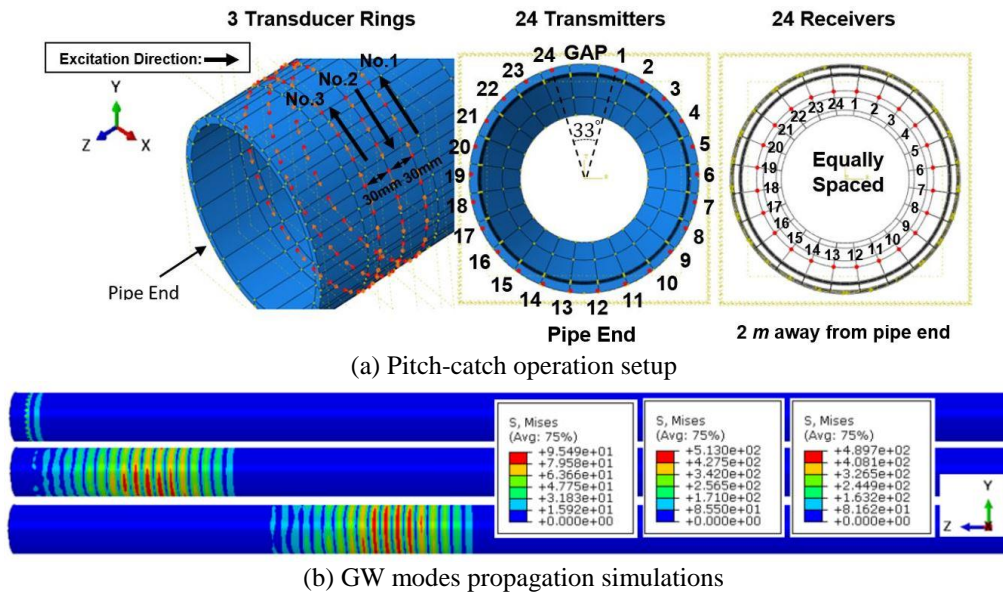 3 Transducer Rings
24 Transmitters
24 Receivers
Excitation Direction:
Y
Z
X
No.1
No.2
No.3
30mm 30mm
Pipe End
GAP
33°
1
2
3
4
5
6
7
8
9
10
11
12
13
14
15
16
17
18
19
20
21
22
23
24
Pipe End
1
2
3
4
5
6
7
8
9
10
11
12
13
14
15
16
17
18
19
20
21
22
23
24
Equally
Spaced
2 m away from pipe end
(a) Pitch-catch operation setup
S, Mises
(Avg: 75%)
+9.549e+01
+7.958e+01
+6.366e+01
+4.775e+01
+3.183e+01
+1.592e+01
+0.000e+00
S, Mises
(Avg: 75%)
+5.130e+02
+4.275e+02
+3.420e+02
+2.565e+02
+1.710e+02
+8.550e+01
+0.000e+00
S, Mises
(Avg: 75%)
+4.897e+02
+4.081e+02
+3.265e+02
+2.449e+02
+1.632e+02
+8.162e+01
+0.000e+00
Y
Z
(b) GW modes propagation simulations